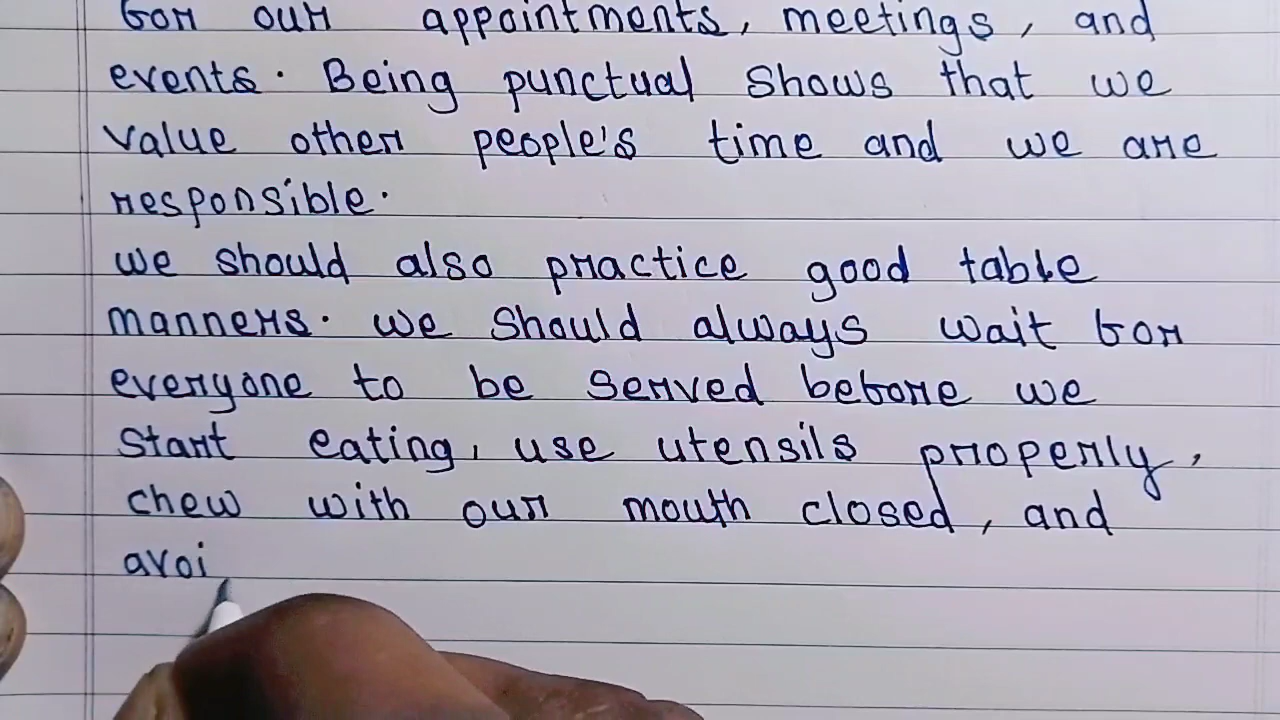 for our appointments, meetings, and
events. Being punctual shows that we
value other people's time and we are
responsible.
we should also practice good table
manners. we should always wait for
everyone to be served before we
start eating, use utensils properly,
chew with our mouth closed, and
avoi